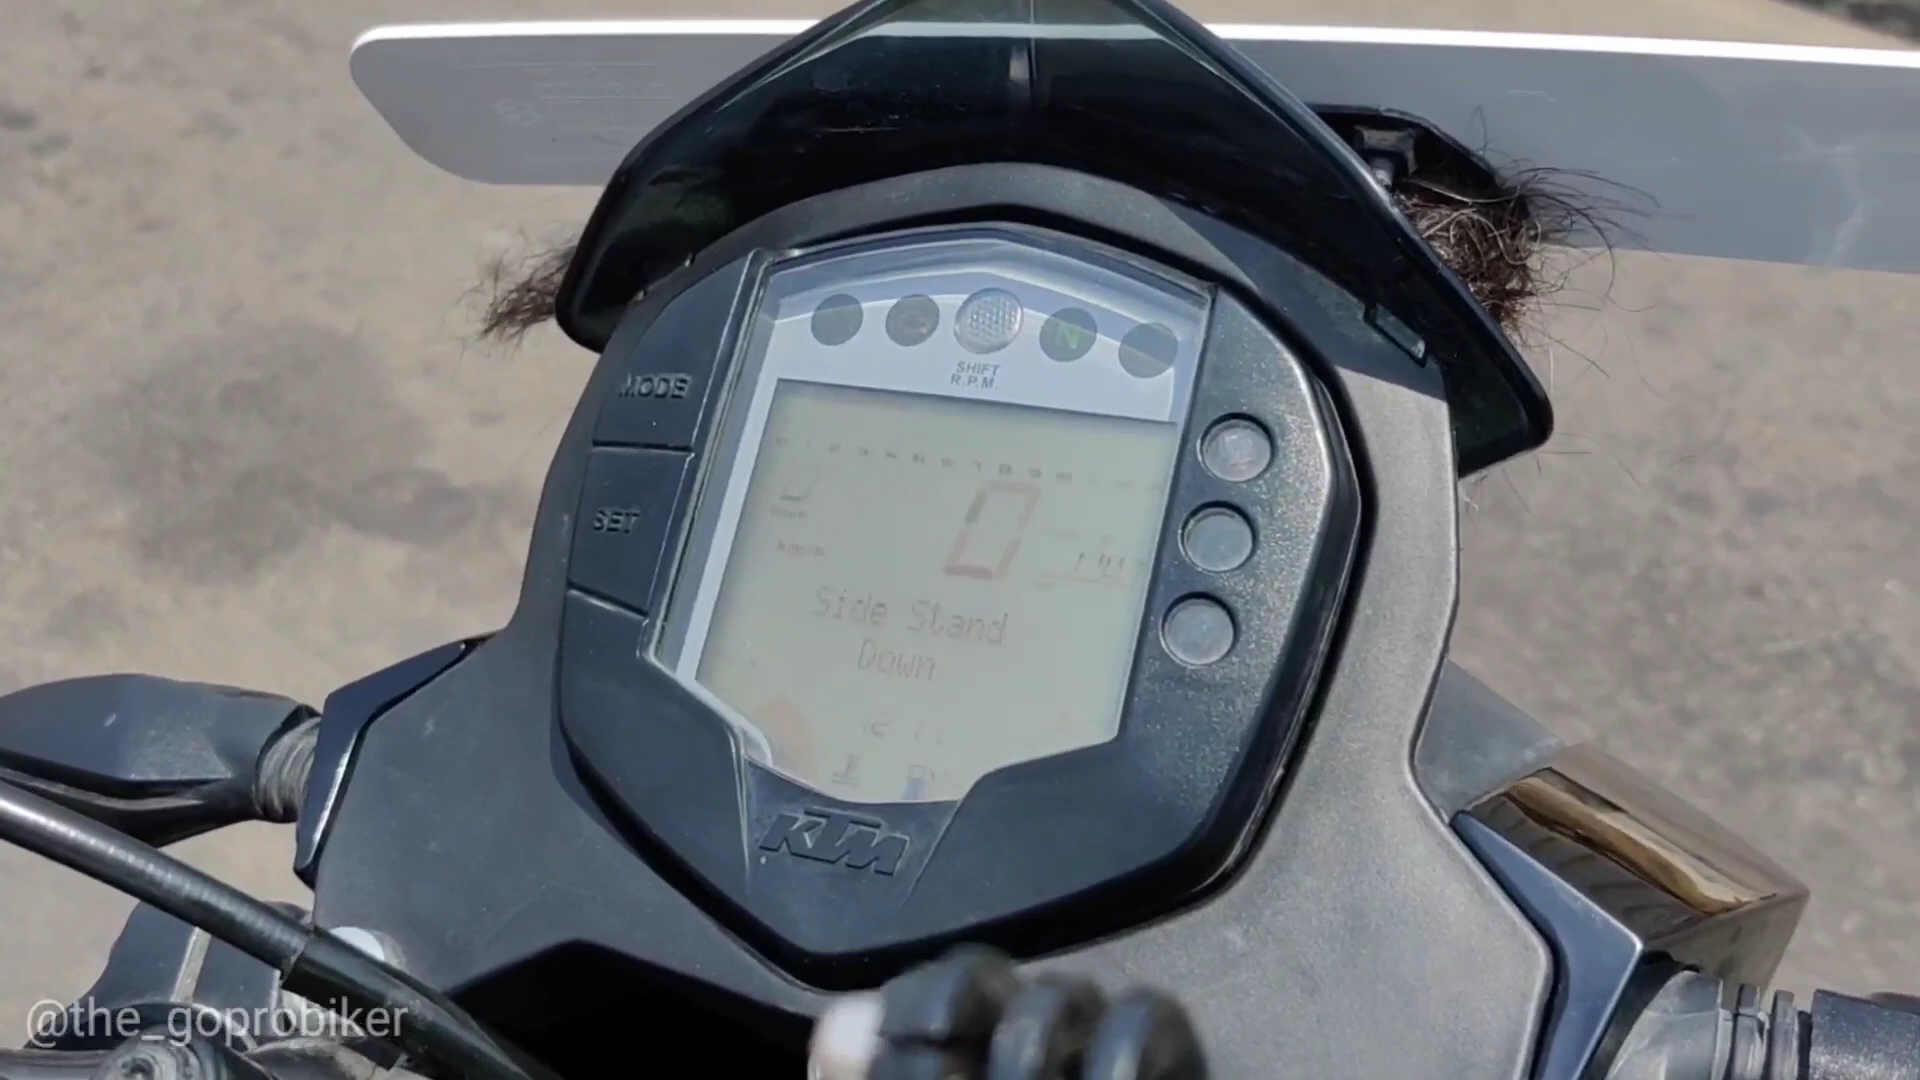 N
SHIFT
R.P.M.
MODE
SET
0
Side Stand
Down
KTM
@the_goprobiker